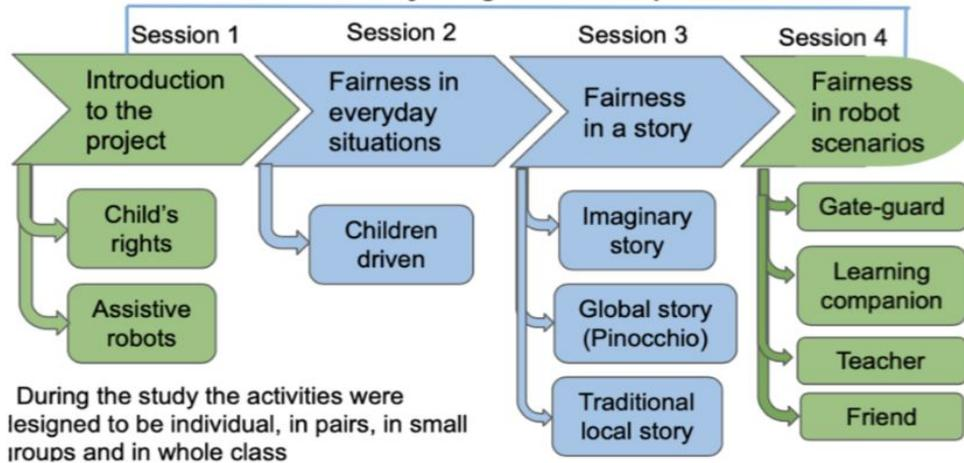 Session 1
Session 2
Session 3
Session 4
Introduction
to the
project
Fairness in
everyday
situations
Fairness
in a story
Fairness
in robot
scenarios
Child's
rights
Assistive
robots
Children
driven
Imaginary
story
Global story
(Pinocchio)
Traditional
local story
Gate-guard
Learning
companion
Teacher
Friend
During the study the activities were
lesigned to be individual, in pairs, in small
groups and in whole class